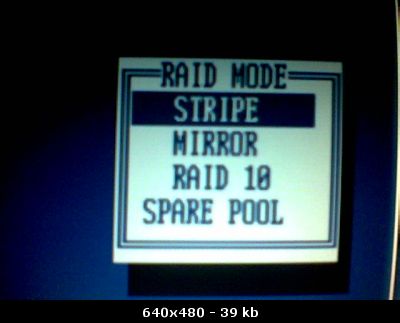 RAID MODE
STRIPE
MIRROR
RAID 10
SPARE POOL
640x480 - 39 kb